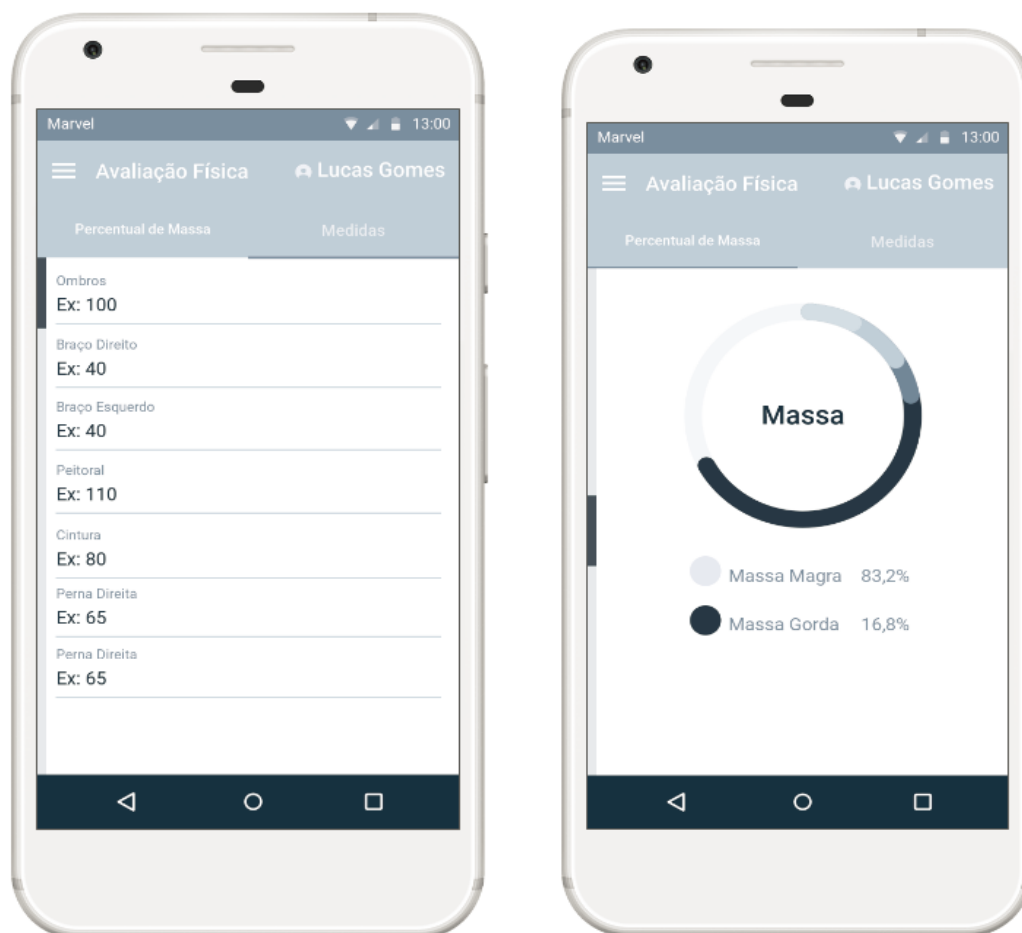 Marvel 13:00
Avaliação Física Lucas Gomes
Percentual de Massa Medidas
Ombros
Ex: 100
Braço Direito
Ex: 40
Braço Esquerdo
Ex: 40
Peitoral
Ex: 110
Cintura
Ex: 80
Perna Direita
Ex: 65
Perna Direita
Ex: 65
Marvel 13:00
Avaliação Física Lucas Gomes
Percentual de Massa Medidas
Massa
Massa Magra 83,2%
Massa Gorda 16,8%